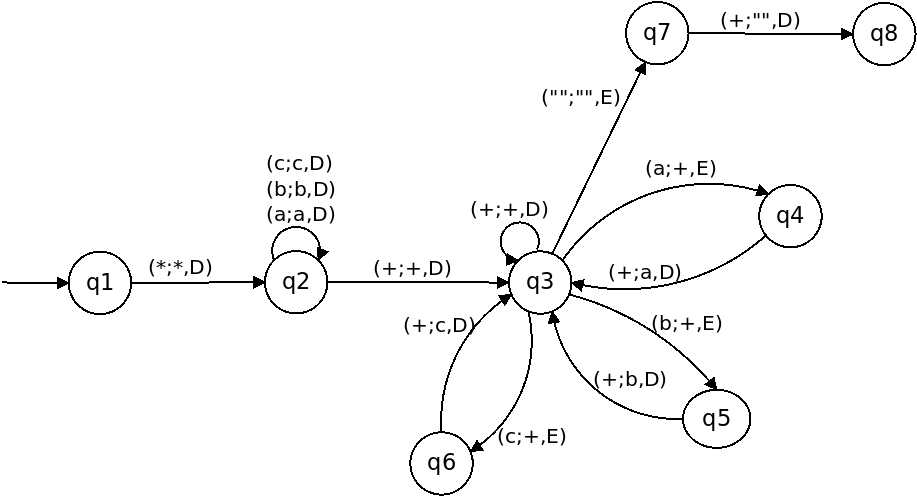 q7
(+;"",D)
q8
("";"",E)
(c;c,D)
(b;b,D)
(a;a,D)
(a;+,E)
(+;+,D)
q4
q1
(*;*,D)
q2
(+;+,D)
q3
(+;a,D)
(+;c,D)
(b;+,E)
(+;b,D)
q5
(c;+,E)
q6